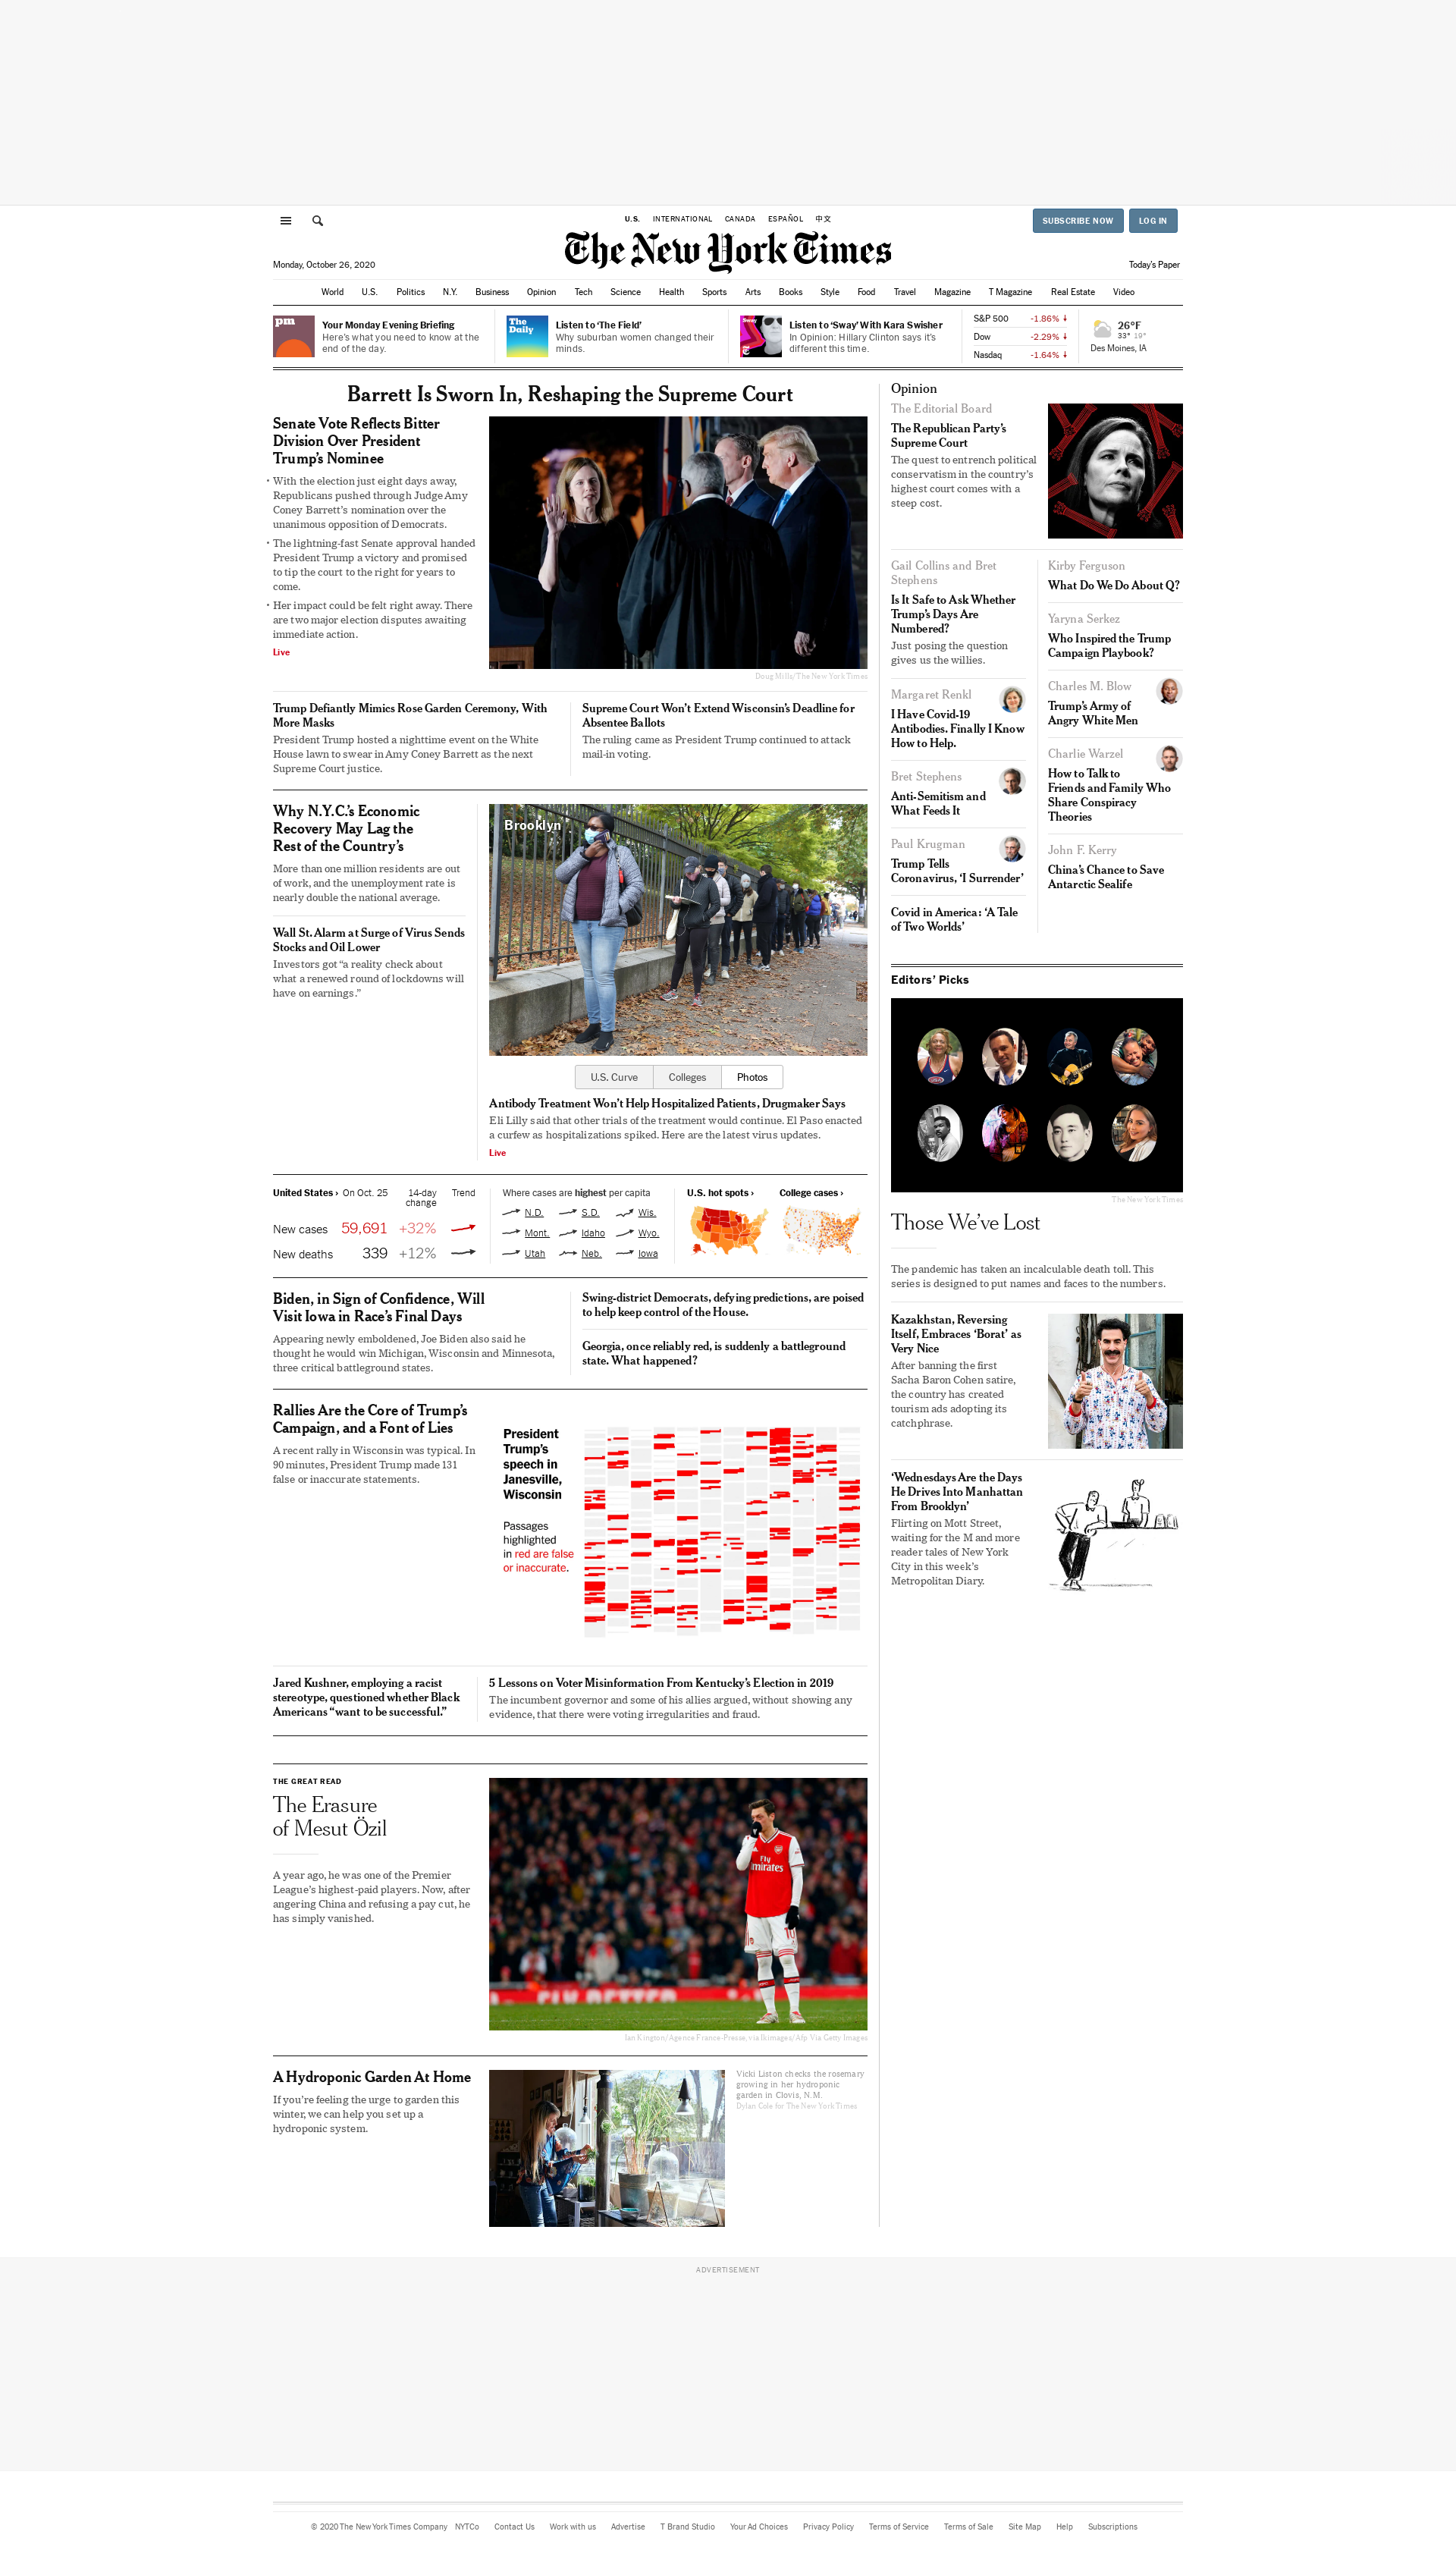 U.S. INTERNATIONAL CANADA ESPAÑOL 中文
SUBSCRIBE NOW LOG IN
The New York Times
Monday, October 26, 2020
Today's Paper
World U.S. Politics N.Y. Business Opinion Tech Science Health Sports Arts Books Style Food Travel Magazine T Magazine Real Estate Video
pm
Your Monday Evening Briefing
Here's what you need to know at the
end of the day.
The
Daily
Listen to 'The Field'
Why suburban women changed their
minds.
Sway
Listen to 'Sway' With Kara Swisher
In Opinion: Hillary Clinton says it's
different this time.
S&P 500 -1.86%
Dow -2.29%
Nasdaq -1.64%
26°F
33° 19°
Des Moines, IA
Barrett Is Sworn In, Reshaping the Supreme Court
Senate Vote Reflects Bitter
Division Over President
Trump's Nominee
• With the election just eight days away,
Republicans pushed through Judge Amy
Coney Barrett's nomination over the
unanimous opposition of Democrats.
• The lightning-fast Senate approval handed
President Trump a victory and promised
to tip the court to the right for years to
come.
• Her impact could be felt right away. There
are two major election disputes awaiting
immediate action.
Live
Doug Mills/The New York Times
Trump Defiantly Mimics Rose Garden Ceremony, With
More Masks
President Trump hosted a nighttime event on the White
House lawn to swear in Amy Coney Barrett as the next
Supreme Court justice.
Supreme Court Won't Extend Wisconsin's Deadline for
Absentee Ballots
The ruling came as President Trump continued to attack
mail-in voting.
Why N.Y.C.'s Economic
Recovery May Lag the
Rest of the Country's
More than one million residents are out
of work, and the unemployment rate is
nearly double the national average.
Wall St. Alarm at Surge of Virus Sends
Stocks and Oil Lower
Investors got "a reality check about
what a renewed round of lockdowns will
have on earnings."
Brooklyn
U.S. Curve Colleges Photos
Antibody Treatment Won't Help Hospitalized Patients, Drugmaker Says
Eli Lilly said that other trials of the treatment would continue. El Paso enacted
a curfew as hospitalizations spiked. Here are the latest virus updates.
Live
United States › On Oct. 25 14-day
change Trend
New cases 59,691 +32%
New deaths 339 +12%
Where cases are highest per capita
N.D. S.D. Wis.
Mont. Idaho Wyo.
Utah Neb. Iowa
U.S. hot spots › College cases ›
Biden, in Sign of Confidence, Will
Visit Iowa in Race's Final Days
Appearing newly emboldened, Joe Biden also said he
thought he would win Michigan, Wisconsin and Minnesota,
three critical battleground states.
Swing-district Democrats, defying predictions, are poised
to help keep control of the House.
Georgia, once reliably red, is suddenly a battleground
state. What happened?
Rallies Are the Core of Trump's
Campaign, and a Font of Lies
A recent rally in Wisconsin was typical. In
90 minutes, President Trump made 131
false or inaccurate statements.
President
Trump's
speech in
Janesville,
Wisconsin
Passages
highlighted
in red are false
or inaccurate.
Jared Kushner, employing a racist
stereotype, questioned whether Black
Americans "want to be successful."
5 Lessons on Voter Misinformation From Kentucky's Election in 2019
The incumbent governor and some of his allies argued, without showing any
evidence, that there were voting irregularities and fraud.
THE GREAT READ
The Erasure
of Mesut Özil
A year ago, he was one of the Premier
League's highest-paid players. Now, after
angering China and refusing a pay cut, he
has simply vanished.
Fly
Emirates
10
Ian Kington/Agence France-Presse, via Ikimages/Afp Via Getty Images
A Hydroponic Garden At Home
If you're feeling the urge to garden this
winter, we can help you set up a
hydroponic system.
Vicki Liston checks the rosemary
growing in her hydroponic
garden in Clovis, N.M.
Dylan Cole for The New York Times
Opinion
The Editorial Board
The Republican Party's
Supreme Court
The quest to entrench political
conservatism in the country's
highest court comes with a
steep cost.
Gail Collins and Bret
Stephens
Is It Safe to Ask Whether
Trump's Days Are
Numbered?
Just posing the question
gives us the willies.
Margaret Renkl
I Have Covid-19
Antibodies. Finally I Know
How to Help.
Bret Stephens
Anti-Semitism and
What Feeds It
Paul Krugman
Trump Tells
Coronavirus, 'I Surrender'
Covid in America: 'A Tale
of Two Worlds'
Kirby Ferguson
What Do We Do About Q?
Yaryna Serkez
Who Inspired the Trump
Campaign Playbook?
Charles M. Blow
Trump's Army of
Angry White Men
Charlie Warzel
How to Talk to
Friends and Family Who
Share Conspiracy
Theories
John F. Kerry
China's Chance to Save
Antarctic Sealife
Editors' Picks
The New York Times
Those We've Lost
The pandemic has taken an incalculable death toll. This
series is designed to put names and faces to the numbers.
Kazakhstan, Reversing
Itself, Embraces 'Borat' as
Very Nice
After banning the first
Sacha Baron Cohen satire,
the country has created
tourism ads adopting its
catchphrase.
'Wednesdays Are the Days
He Drives Into Manhattan
From Brooklyn'
Flirting on Mott Street,
waiting for the M and more
reader tales of New York
City in this week's
Metropolitan Diary.
ADVERTISEMENT
© 2020 The New York Times Company NYTCo Contact Us Work with us Advertise T Brand Studio Your Ad Choices Privacy Policy Terms of Service Terms of Sale Site Map Help Subscriptions